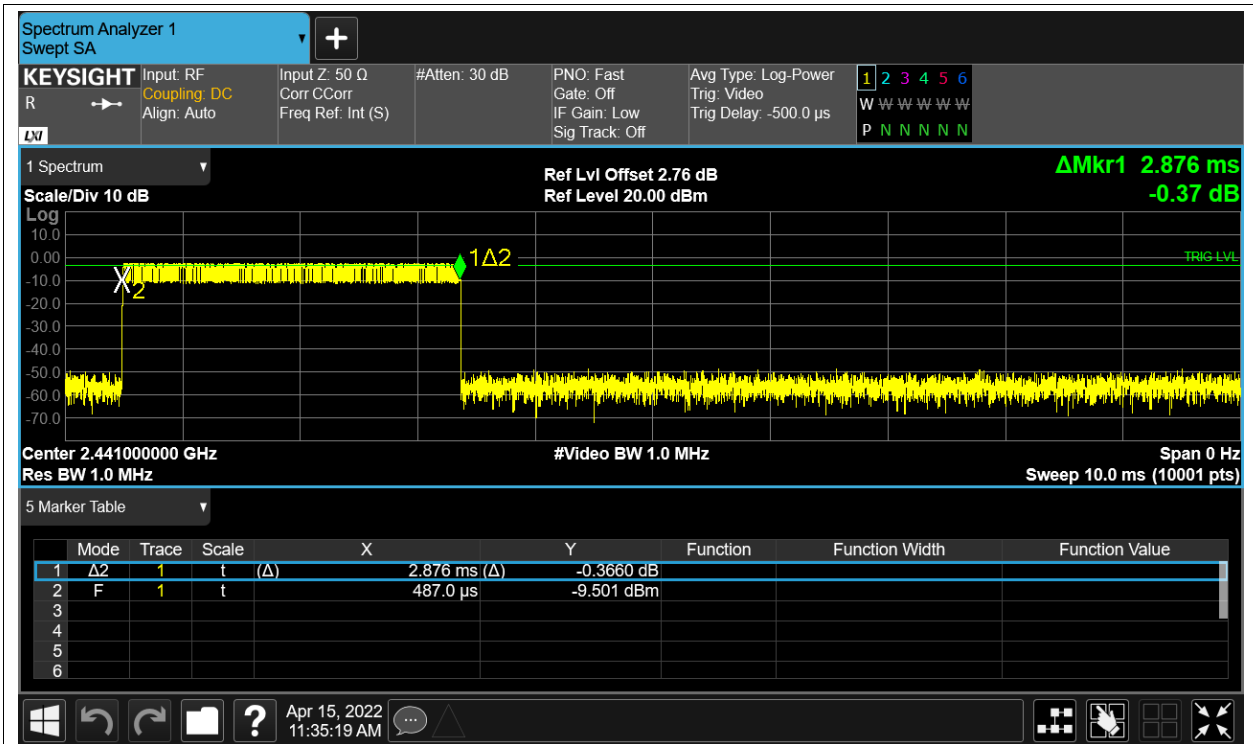 Spectrum Analyzer 1
Swept SA
KEYSIGHT Input: RF Input Z: 50 Ω #Atten: 30 dB PNO: Fast Avg Type: Log-Power 1 2 3 4 5 6
R Coupling: DC Corr CCorr Gate: Off Trig: Video W W W W W W
Align: Auto Freq Ref: Int (S) IF Gain: Low Trig Delay: -500.0 µs
LXI Sig Track: Off P N N N N N
1 Spectrum Ref Lvl Offset 2.76 dB ΔMkr1 2.876 ms
Scale/Div 10 dB Ref Level 20.00 dBm -0.37 dB
Log
10.0
0.00 1Δ2 TRIG LVL
-10.0 2
-20.0
-30.0
-40.0
-50.0
-60.0
-70.0
Center 2.441000000 GHz #Video BW 1.0 MHz Span 0 Hz
Res BW 1.0 MHz Sweep 10.0 ms (10001 pts)
5 Marker Table
Mode Trace Scale X Y Function Function Width Function Value
1 Δ2 1 t (Δ) 2.876 ms (Δ) -0.3660 dB
2 F 1 t 487.0 µs -9.501 dBm
3
4
5
6
? Apr 15, 2022
11:35:19 AM